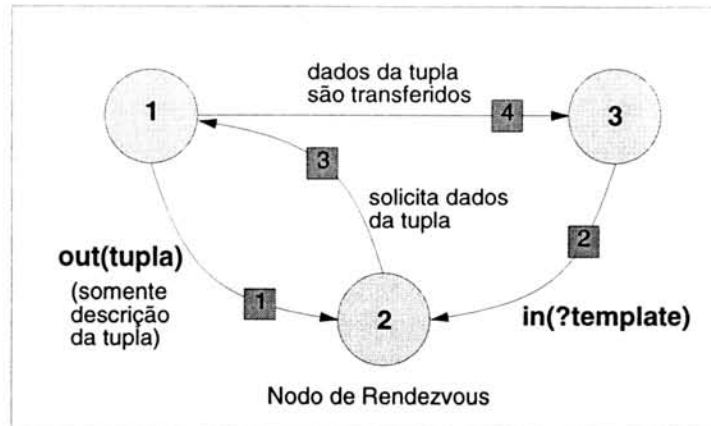 dados da tupla
são transferidos
1
4
3
3
solicita dados
da tupla
2
out(tupla)
(somente
descrição
da tupla)
1
2
in(?template)
Nodo de Rendezvous